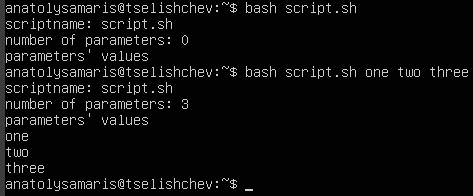 anatolysamaris@tselishchev:~$ bash script.sh
scriptname: script.sh
number of parameters: 0
parameters' values
anatolysamaris@tselishchev:~$ bash script.sh one two three
scriptname: script.sh
number of parameters: 3
parameters' values
one
two
three
anatolysamaris@tselishchev:~$ _